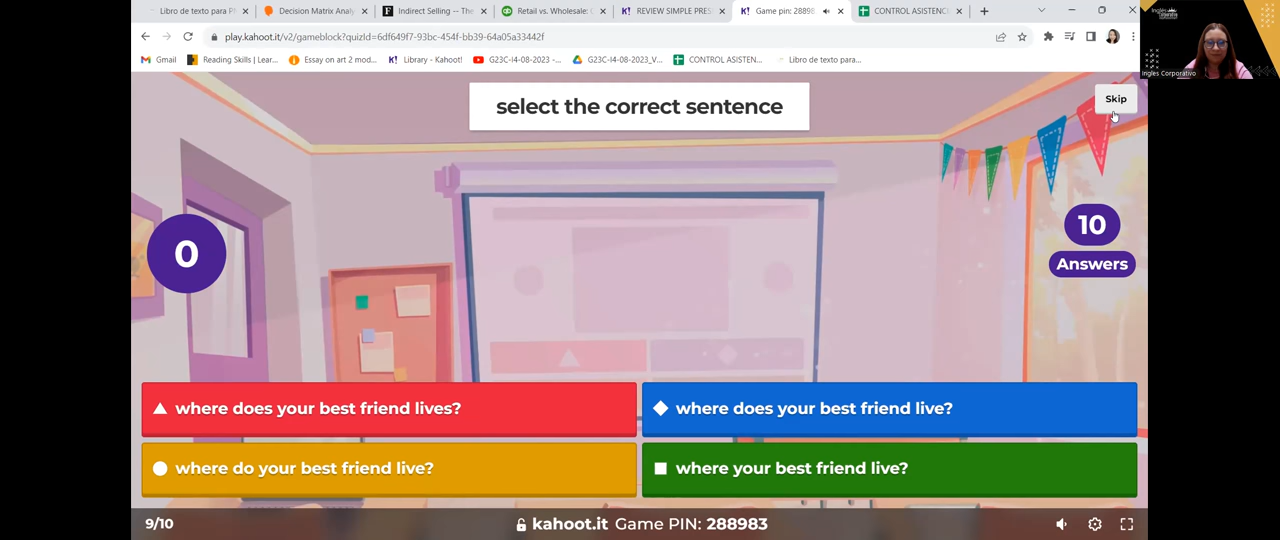 Libro de texto para P
Decision Matrix Anal
Indirect Selling -- The
Retail vs. Wholesale: C
REVIEW SIMPLE PRES
Game pin: 28898
CONTROL ASISTENC
play.kahoot.it/v2/gameblock?quizId=6df649f7-93bc-454f-bb39-64a05a33442f
Gmail
Reading Skills | Lear...
Essay on art 2 mod...
Library - Kahoot!
G23C-I4-08-2023 -...
G23C-I4-08-2023_V...
CONTROL ASISTEN...
Libro de texto para...
Inglés Corporativo
select the correct sentence
Skip
0
10
Answers
where does your best friend lives?
where does your best friend live?
where do your best friend live?
where your best friend live?
9/10
kahoot.it Game PIN: 288983